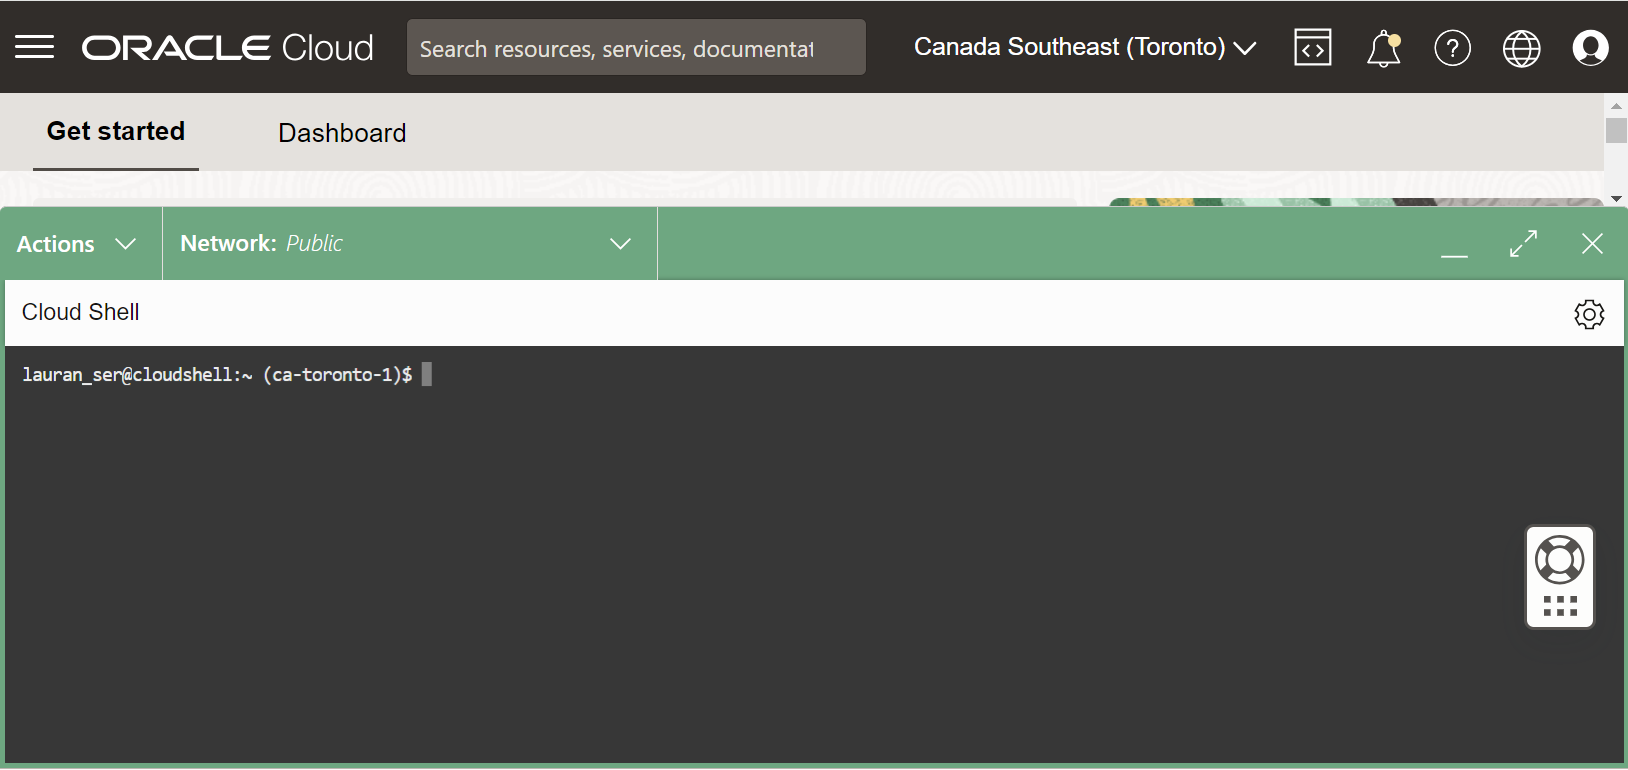 ORACLE Cloud
Search resources, services, documentat
Canada Southeast (Toronto)
Get started
Dashboard
Actions
Network: Public
Cloud Shell
lauran_ser@cloudshell:~ (ca-toronto-1)$